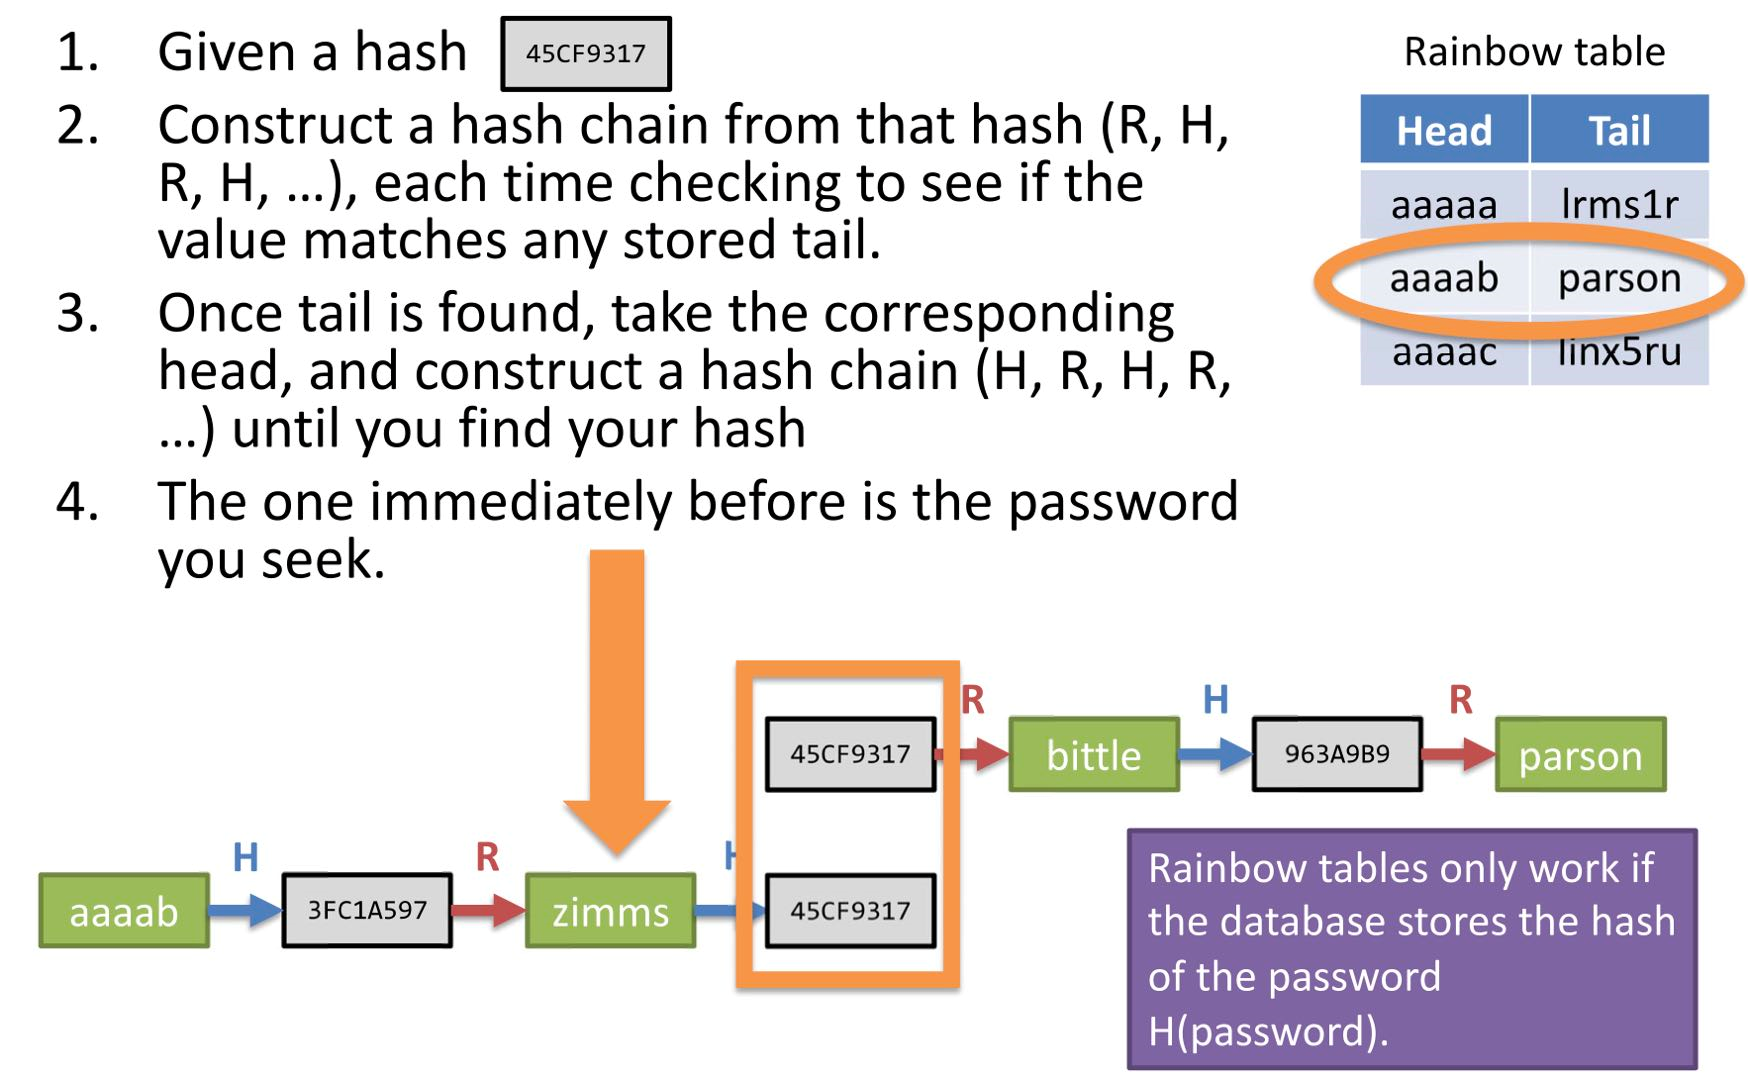 1. Given a hash 45CF9317
2. Construct a hash chain from that hash (R, H,
R, H, …), each time checking to see if the
value matches any stored tail.
3. Once tail is found, take the corresponding
head, and construct a hash chain (H, R, H, R,
…) until you find your hash
4. The one immediately before is the password
you seek.
Rainbow table
Head Tail
aaaaa lrms1r
aaaab parson
aaaac linx5ru
R H R
45CF9317 bittle 963A9B9 parson
H R H
aaaab 3FC1A597 zimms 45CF9317
Rainbow tables only work if
the database stores the hash
of the password
H(password).